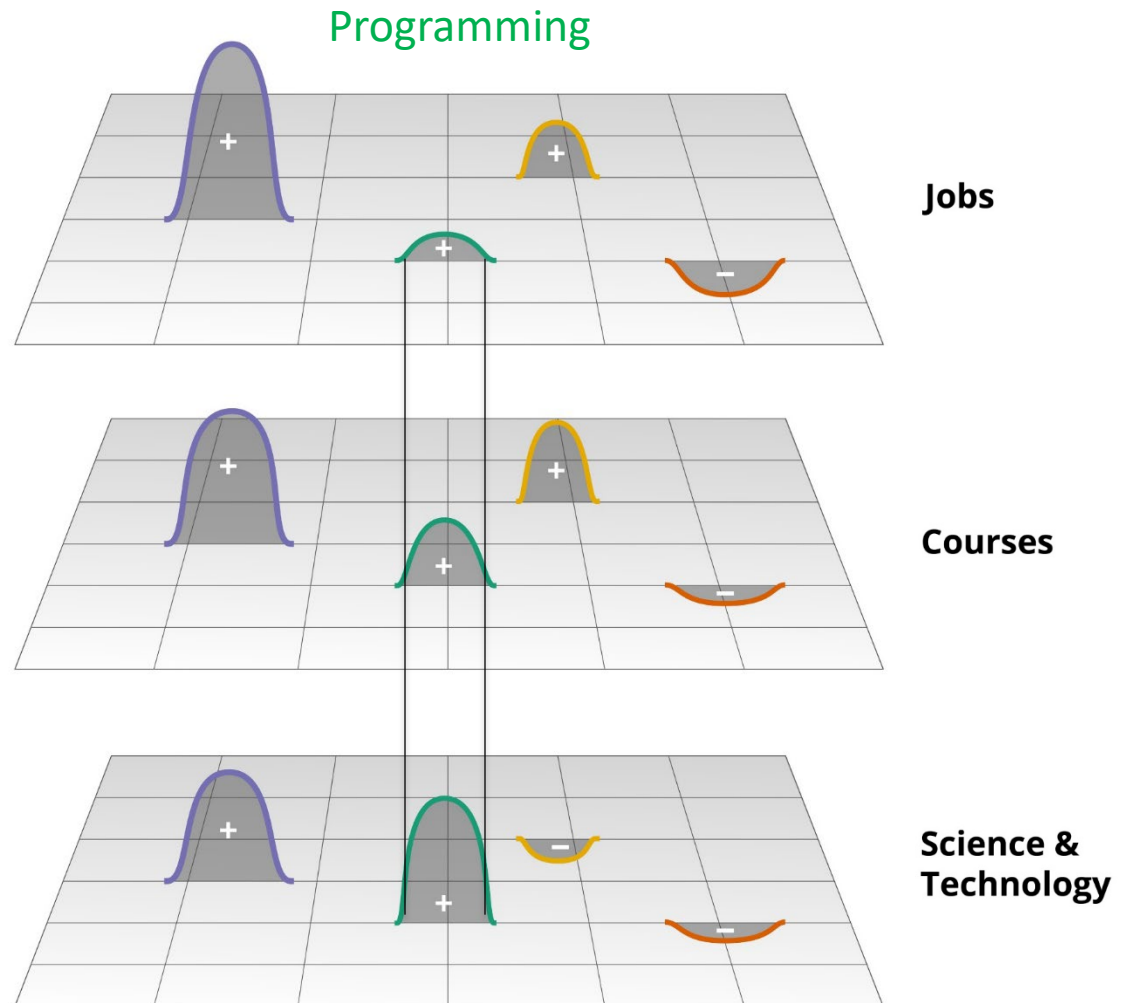 Programming
+
+
+
−
Jobs
+
+
+
−
Courses
+
−
+
−
Science &
Technology